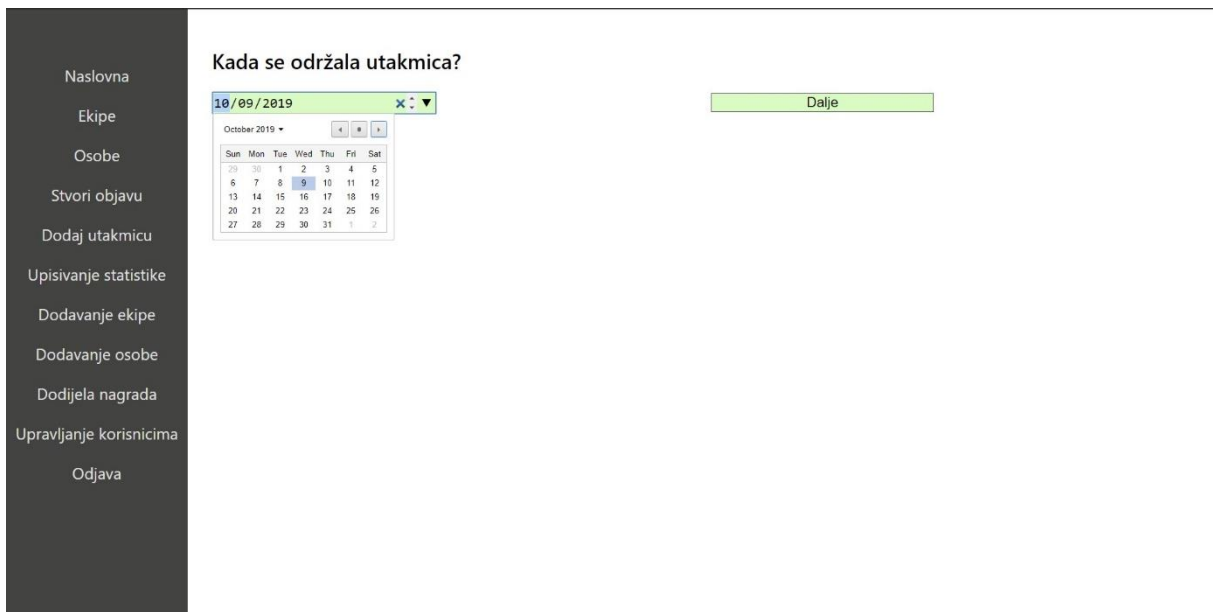 Naslovna
Ekipe
Osobe
Stvori objavu
Dodaj utakmicu
Upisivanje statistike
Dodavanje ekipe
Dodavanje osobe
Dodijela nagrada
Upravljanje korisnicima
Odjava
Kada se održala utakmica?
10/09/2019
October 2019
Sun Mon Tue Wed Thu Fri Sat
29 30 1 2 3 4 5
6 7 8 9 10 11 12
13 14 15 16 17 18 19
20 21 22 23 24 25 26
27 28 29 30 31 1 2
Dalje